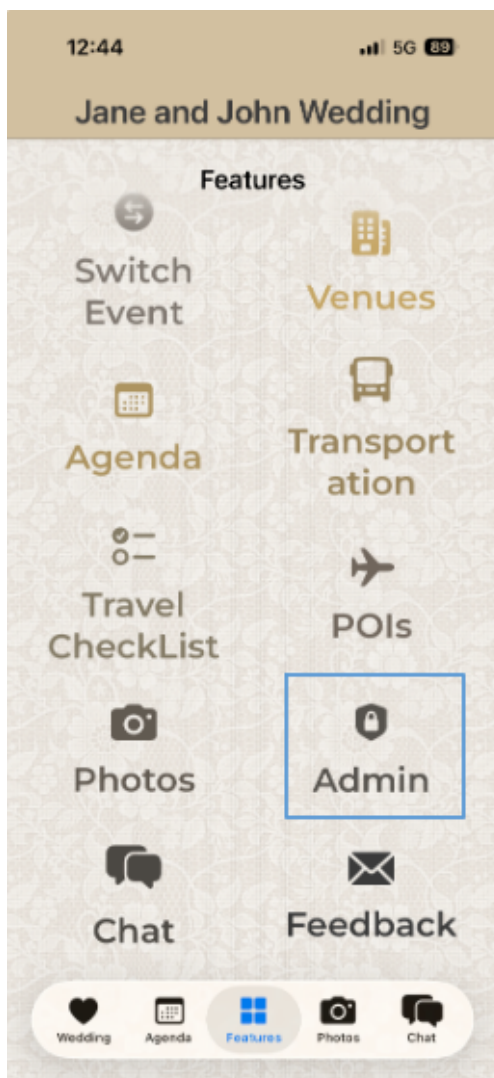 12:44 5G 89
Jane and John Wedding
Features
Switch
Event
Venues
Agenda
Transport
ation
Travel
CheckList
POIs
Photos
Admin
Chat
Feedback
Wedding Agenda Features Photos Chat